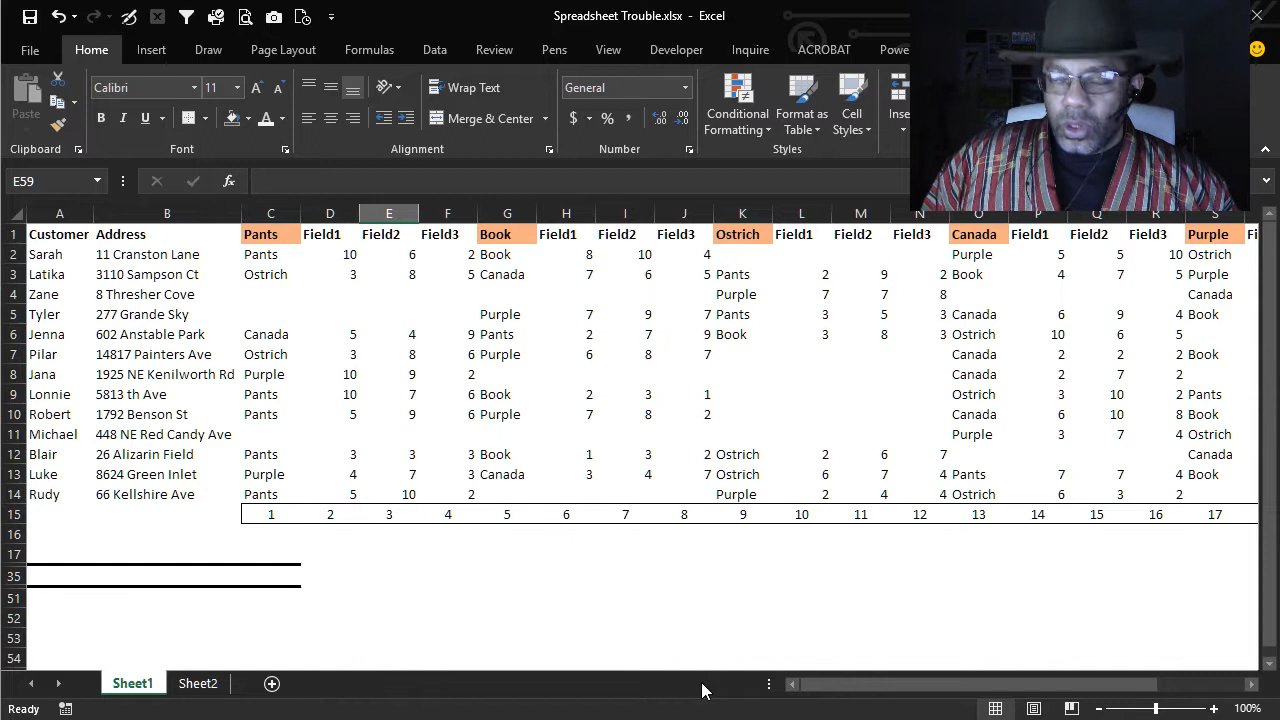 Spreadsheet Trouble.xlsx - Excel
File Home Insert Draw Page Layout Formulas Data Review View Pens Developer Inquire ACROBAT Powe
Paste Calibri 11 Wrap Text General Conditional Formatting Format as Table Cell Styles Inse
B I U Merge & Center $ % ,
Clipboard Font Alignment Number Styles
E59 fx
A B C D E F G H I J K L M N O P Q R S
1 Customer Address Pants Field1 Field2 Field3 Book Field1 Field2 Field3 Ostrich Field1 Field2 Field3 Canada Field1 Field2 Field3 Purple Fi
2 Sarah 11 Cranston Lane Pants 10 6 2 Book 8 10 4 Purple 5 5 10 Ostrich
3 Latika 3110 Sampson Ct Ostrich 3 8 5 Canada 7 6 5 Pants 2 9 2 Book 4 7 5 Purple
4 Zane 8 Thresher Cove Purple 7 7 8 Canada
5 Tyler 277 Grande Sky Purple 7 9 7 Pants 3 5 3 Canada 6 9 4 Book
6 Jenna 602 Anstable Park Canada 5 4 9 Pants 2 7 9 Book 3 8 3 Ostrich 10 6 5
7 Pilar 14817 Painters Ave Ostrich 3 8 6 Purple 6 8 7 Canada 2 2 2 Book
8 Jana 1925 NE Kenilworth Rd Purple 10 9 2 Canada 2 7 2
9 Lonnie 5813 th Ave Pants 10 7 6 Book 2 3 1 Ostrich 3 10 2 Pants
10 Robert 1792 Benson St Pants 5 9 6 Purple 7 8 2 Canada 6 10 8 Book
11 Michael 448 NE Red Candy Ave Purple 3 7 4 Ostrich
12 Blair 26 Alizarin Field Pants 3 3 3 Book 1 3 2 Ostrich 2 6 7 Canada
13 Luke 8624 Green Inlet Purple 4 7 3 Canada 3 4 7 Ostrich 6 7 4 Pants 7 7 4 Book
14 Rudy 66 Kellshire Ave Pants 5 10 2 Purple 2 4 4 Ostrich 6 3 2
15 1 2 3 4 5 6 7 8 9 10 11 12 13 14 15 16 17
16
17
35
51
52
53
54
Sheet1 Sheet2
Ready 100%